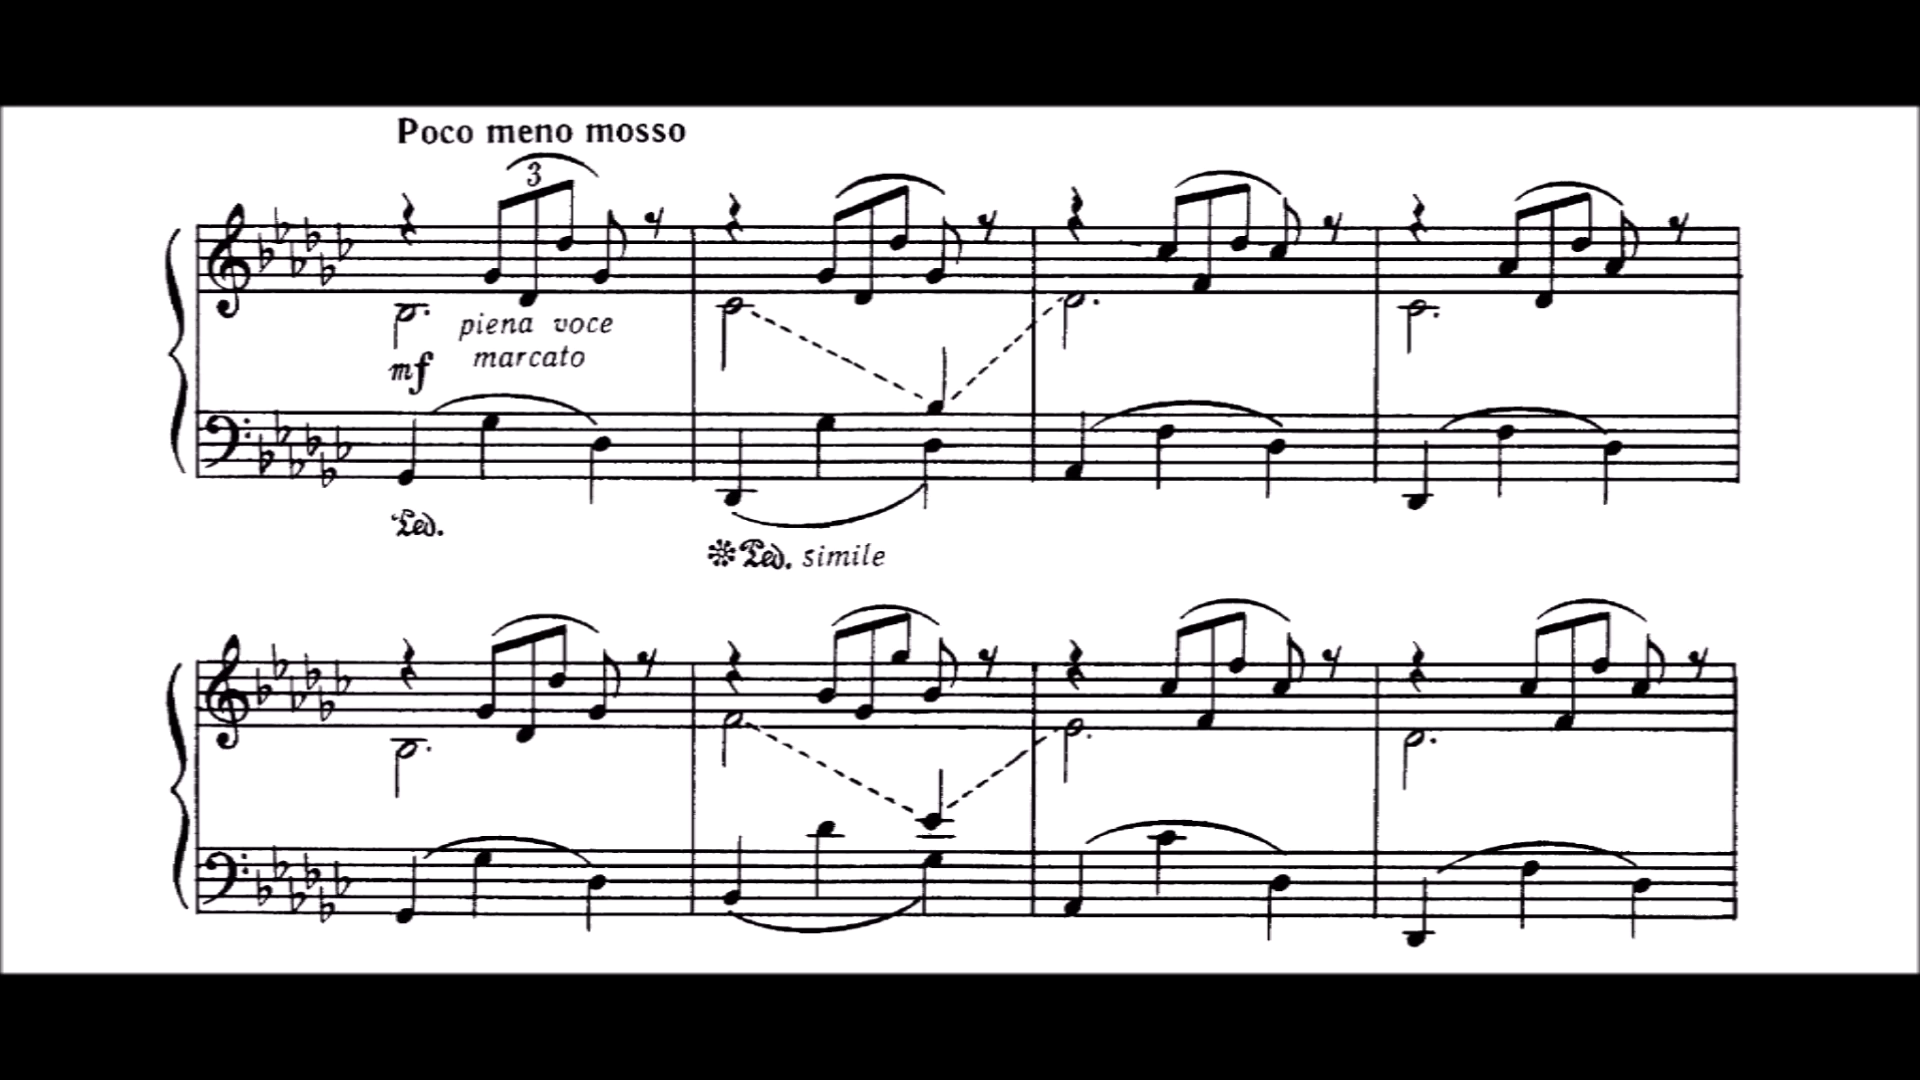 Poco meno mosso
3
piena voce
mf marcato
Ped.
Ped. simile